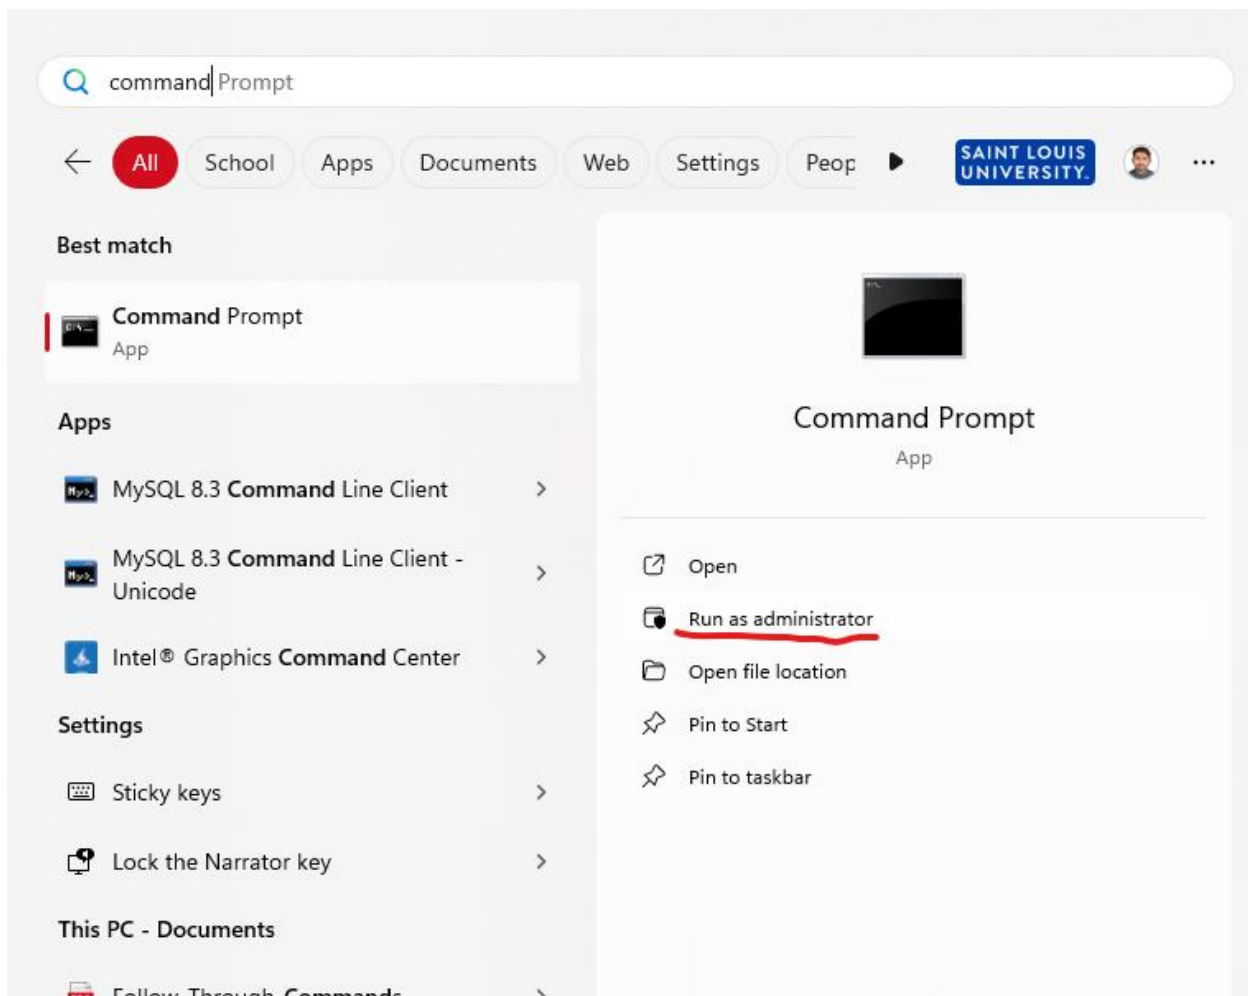 command Prompt
All School Apps Documents Web Settings Peop
SAINT LOUIS
UNIVERSITY.
Best match
Command Prompt
App
Apps
MySQL 8.3 Command Line Client
MySQL 8.3 Command Line Client -
Unicode
Intel® Graphics Command Center
Settings
Sticky keys
Lock the Narrator key
This PC - Documents
Follow Through Commands
Command Prompt
App
Open
Run as administrator
Open file location
Pin to Start
Pin to taskbar